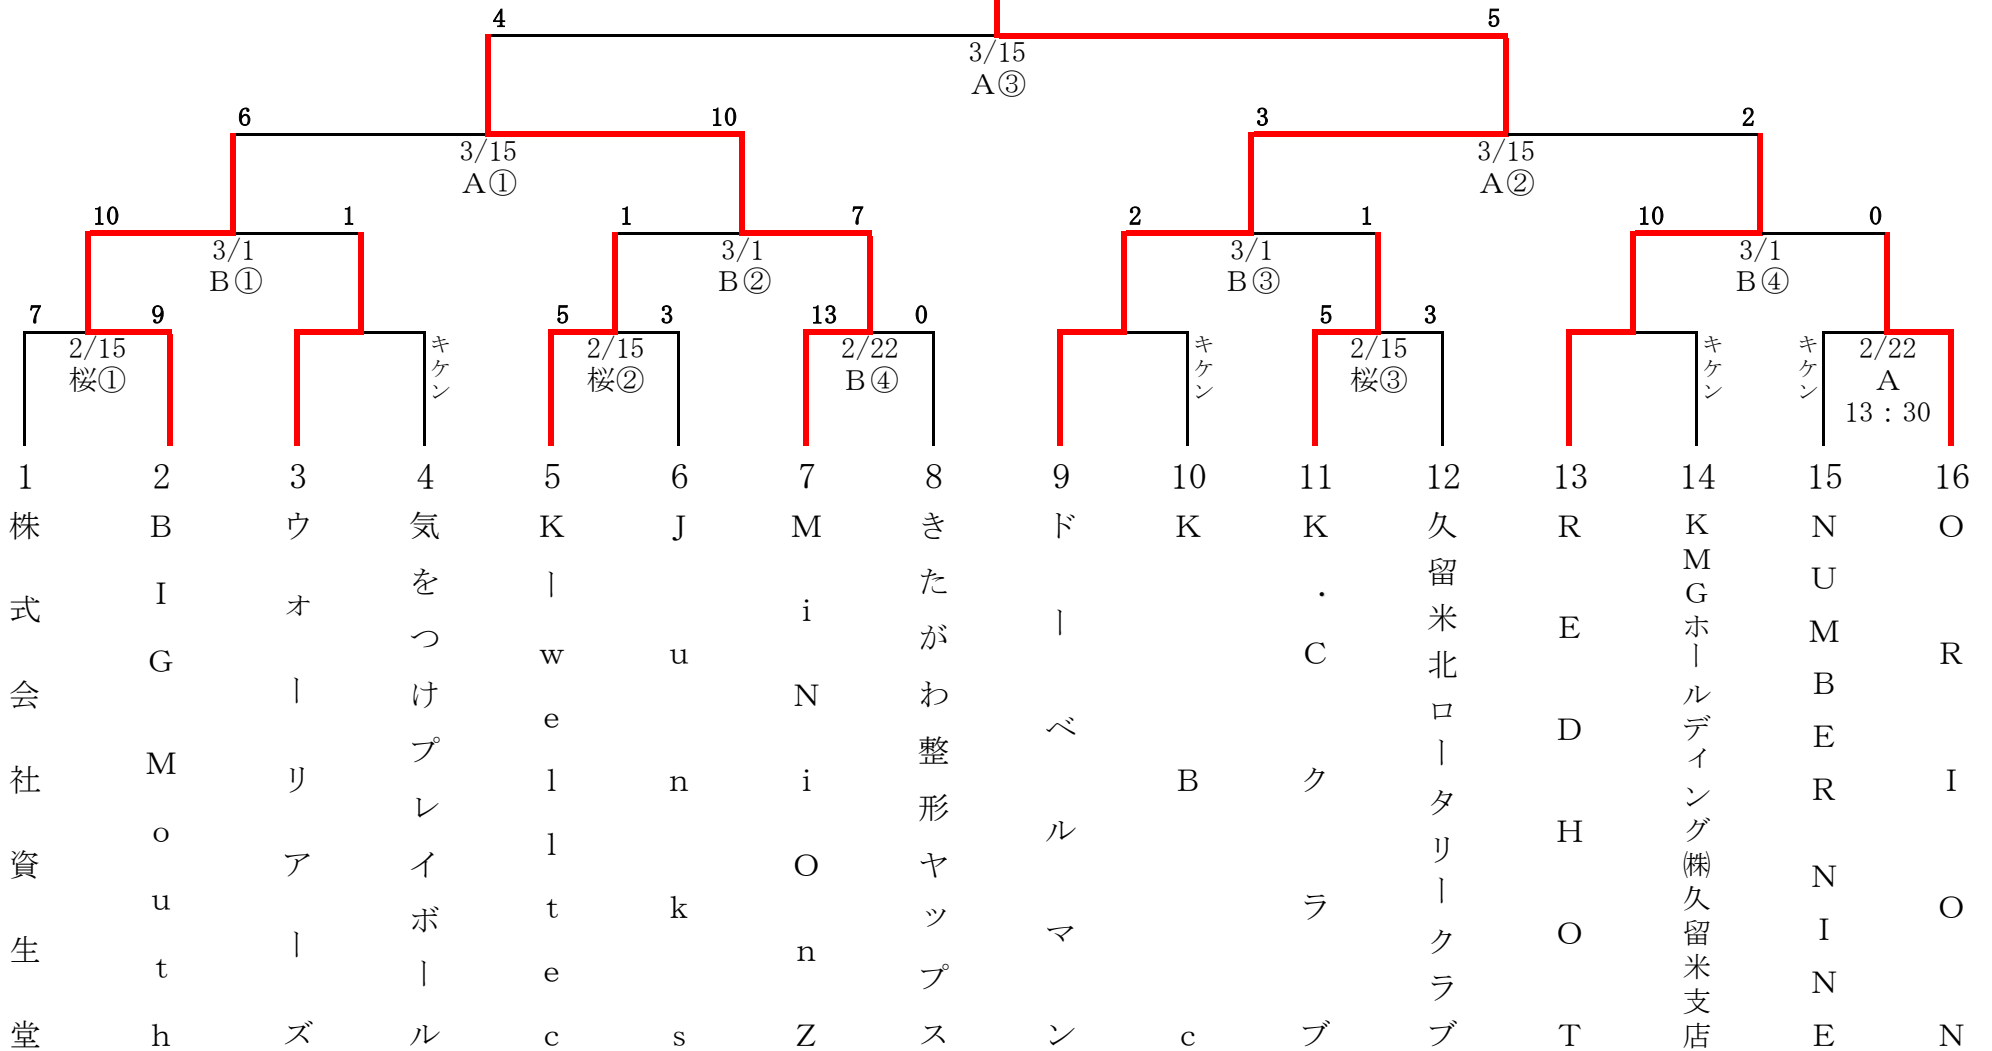 4 5
3/15
A③
6 10 3 2
3/15 3/15
A① A②
10 1 1 7 2 1 10 0
3/1 3/1 3/1 3/1
B① B② B③ B④
7 9 5 3 13 0 5 3
2/15 キケン 2/15 2/22 キケン 2/15 キケン キケン 2/22
桜① 桜② B④ 桜③ A
13：30
1 2 3 4 5 6 7 8 9 10 11 12 13 14 15 16
株式会社資生堂
BIG Mouth
ウォーリアーズ
気をつけプレイボール
Kーwelltec
Junks
MiNiOnZ
きたがわ整形ヤップス
ドーベルマン
KBc
K．Cクラブ
久留米北ロータリークラブ
RED HOT
KMGホールディング㈱久留米支店
NUMBER NINE
ORION